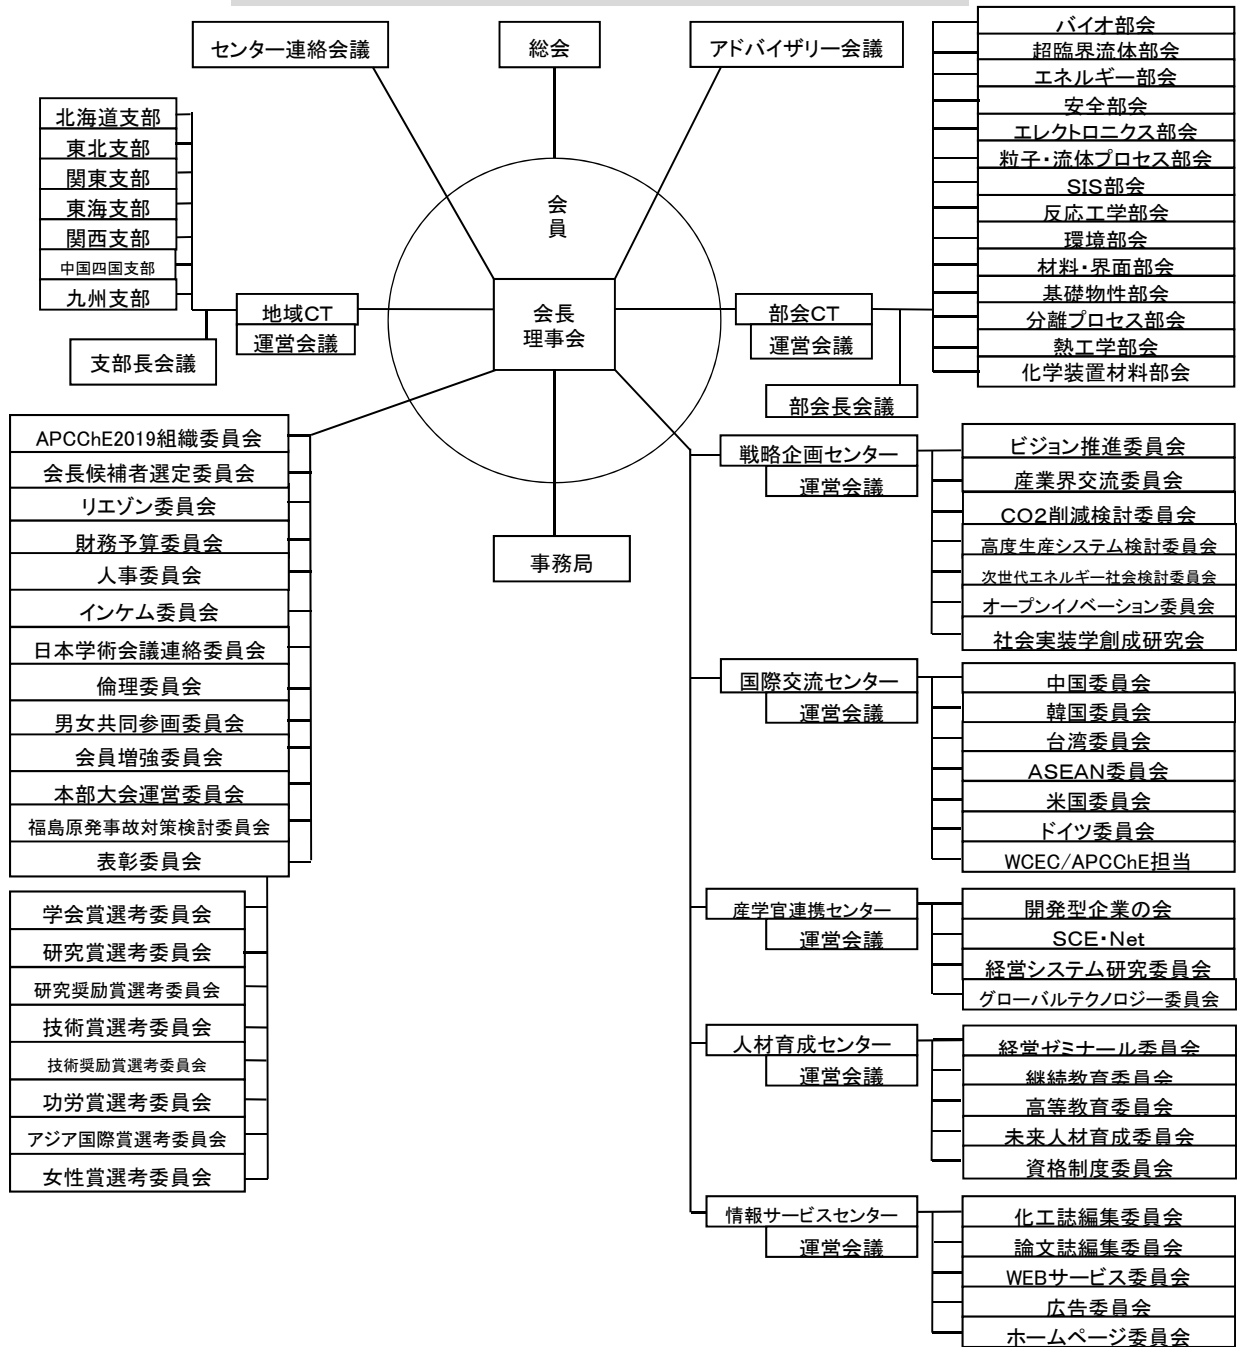 センター連絡会議
総会
アドバイザリー会議
会
員
会長
理事会
事務局
北海道支部
東北支部
関東支部
東海支部
関西支部
中国四国支部
九州支部
地域CT
運営会議
支部長会議
部会CT
運営会議
部会長会議
バイオ部会
超臨界流体部会
エネルギー部会
安全部会
エレクトロニクス部会
粒子・流体プロセス部会
SIS部会
反応工学部会
環境部会
材料・界面部会
基礎物性部会
分離プロセス部会
熱工学部会
化学装置材料部会
APCChE2019組織委員会
会長候補者選定委員会
リエゾン委員会
財務予算委員会
人事委員会
インケム委員会
日本学術会議連絡委員会
倫理委員会
男女共同参画委員会
会員増強委員会
本部大会運営委員会
福島原発事故対策検討委員会
表彰委員会
学会賞選考委員会
研究賞選考委員会
研究奨励賞選考委員会
技術賞選考委員会
技術奨励賞選考委員会
功労賞選考委員会
アジア国際賞選考委員会
女性賞選考委員会
戦略企画センター
運営会議
ビジョン推進委員会
産業界交流委員会
CO2削減検討委員会
高度生産システム検討委員会
次世代エネルギー社会検討委員会
オープンイノベーション委員会
社会実装学創成研究会
国際交流センター
運営会議
中国委員会
韓国委員会
台湾委員会
ASEAN委員会
米国委員会
ドイツ委員会
WCEC/APCChE担当
産学官連携センター
運営会議
開発型企業の会
SCE・Net
経営システム研究委員会
グローバルテクノロジー委員会
人材育成センター
運営会議
経営ゼミナール委員会
継続教育委員会
高等教育委員会
未来人材育成委員会
資格制度委員会
情報サービスセンター
運営会議
化工誌編集委員会
論文誌編集委員会
WEBサービス委員会
広告委員会
ホームページ委員会